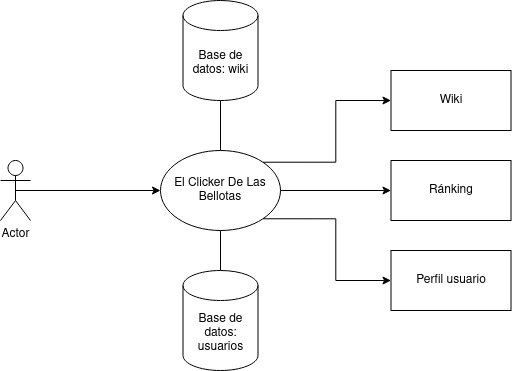 Base de
datos: wiki
Wiki
El Clicker De Las
Bellotas
Ránking
Actor
Perfil usuario
Base de
datos:
usuarios